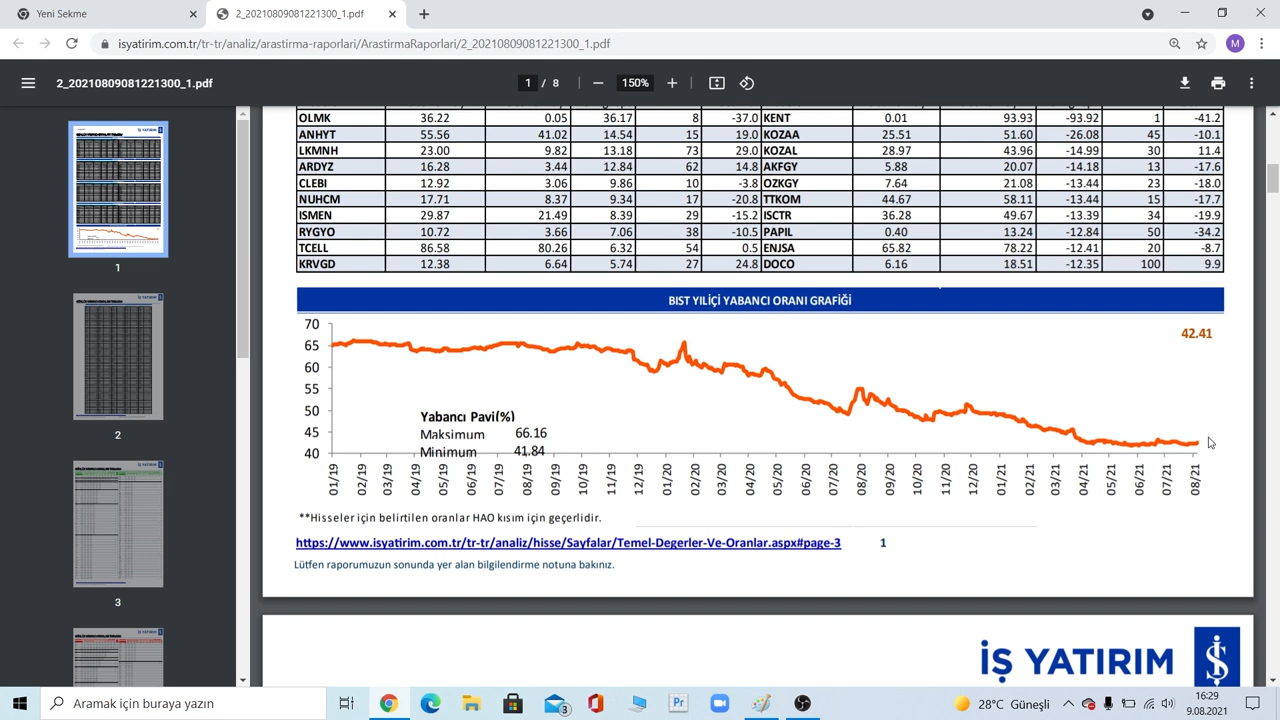 Yeni Sekme
2_20210809081221300_1.pdf
isyatirim.com.tr/tr-tr/analiz/arastirma-raporlari/ArastirmaRaporlari/2_20210809081221300_1.pdf
M
2_20210809081221300_1.pdf
1 / 8
150%
OLMK 36.22 0.05 36.17 8 -37.0 KENT 0.01 93.93 -93.92 1 -41.2
ANHYT 55.56 41.02 14.54 15 19.0 KOZAA 25.51 51.60 -26.08 45 -10.1
LKMNH 23.00 9.82 13.18 73 29.0 KOZAL 28.97 43.96 -14.99 30 11.4
ARDYZ 16.28 3.44 12.84 62 14.8 AKFGY 5.88 20.07 -14.18 13 -17.6
CLEBI 12.92 3.06 9.86 10 -3.8 OZKGY 7.64 21.08 -13.44 23 -18.0
NUHCM 17.71 8.37 9.34 17 -20.8 TTKOM 44.67 58.11 -13.44 15 -17.7
ISMEN 29.87 21.49 8.39 29 -15.2 ISCTR 36.28 49.67 -13.39 34 -19.9
RYGYO 10.72 3.66 7.06 38 -10.5 PAPIL 0.40 13.24 -12.84 50 -34.2
TCELL 86.58 80.26 6.32 54 0.5 ENJSA 65.82 78.22 -12.41 20 -8.7
KRVGD 12.38 6.64 5.74 27 24.8 DOCO 6.16 18.51 -12.35 100 9.9
BIST YILİÇİ YABANCI ORANI GRAFİĞİ
70
65
60
55
50
45
40
42.41
Yabancı Payi(%)
Maksimum 66.16
Minimum 41.84
01/19 02/19 03/19 04/19 05/19 06/19 07/19 08/19 09/19 10/19 11/19 12/19 01/20 02/20 03/20 04/20 05/20 06/20 07/20 08/20 09/20 10/20 11/20 12/20 01/21 02/21 03/21 04/21 05/21 06/21 07/21 08/21
**Hisseler için belirtilen oranlar HAO kısım için geçerlidir.
https://www.isyatirim.com.tr/tr-tr/analiz/hisse/Sayfalar/Temel-Degerler-Ve-Oranlar.aspx#page-3 1
Lütfen raporumuzun sonunda yer alan bilgilendirme notuna bakınız.
İŞ YATIRIM
1
2
3
Aramak için buraya yazın
3
28°C Güneşli
16:29
9.08.2021